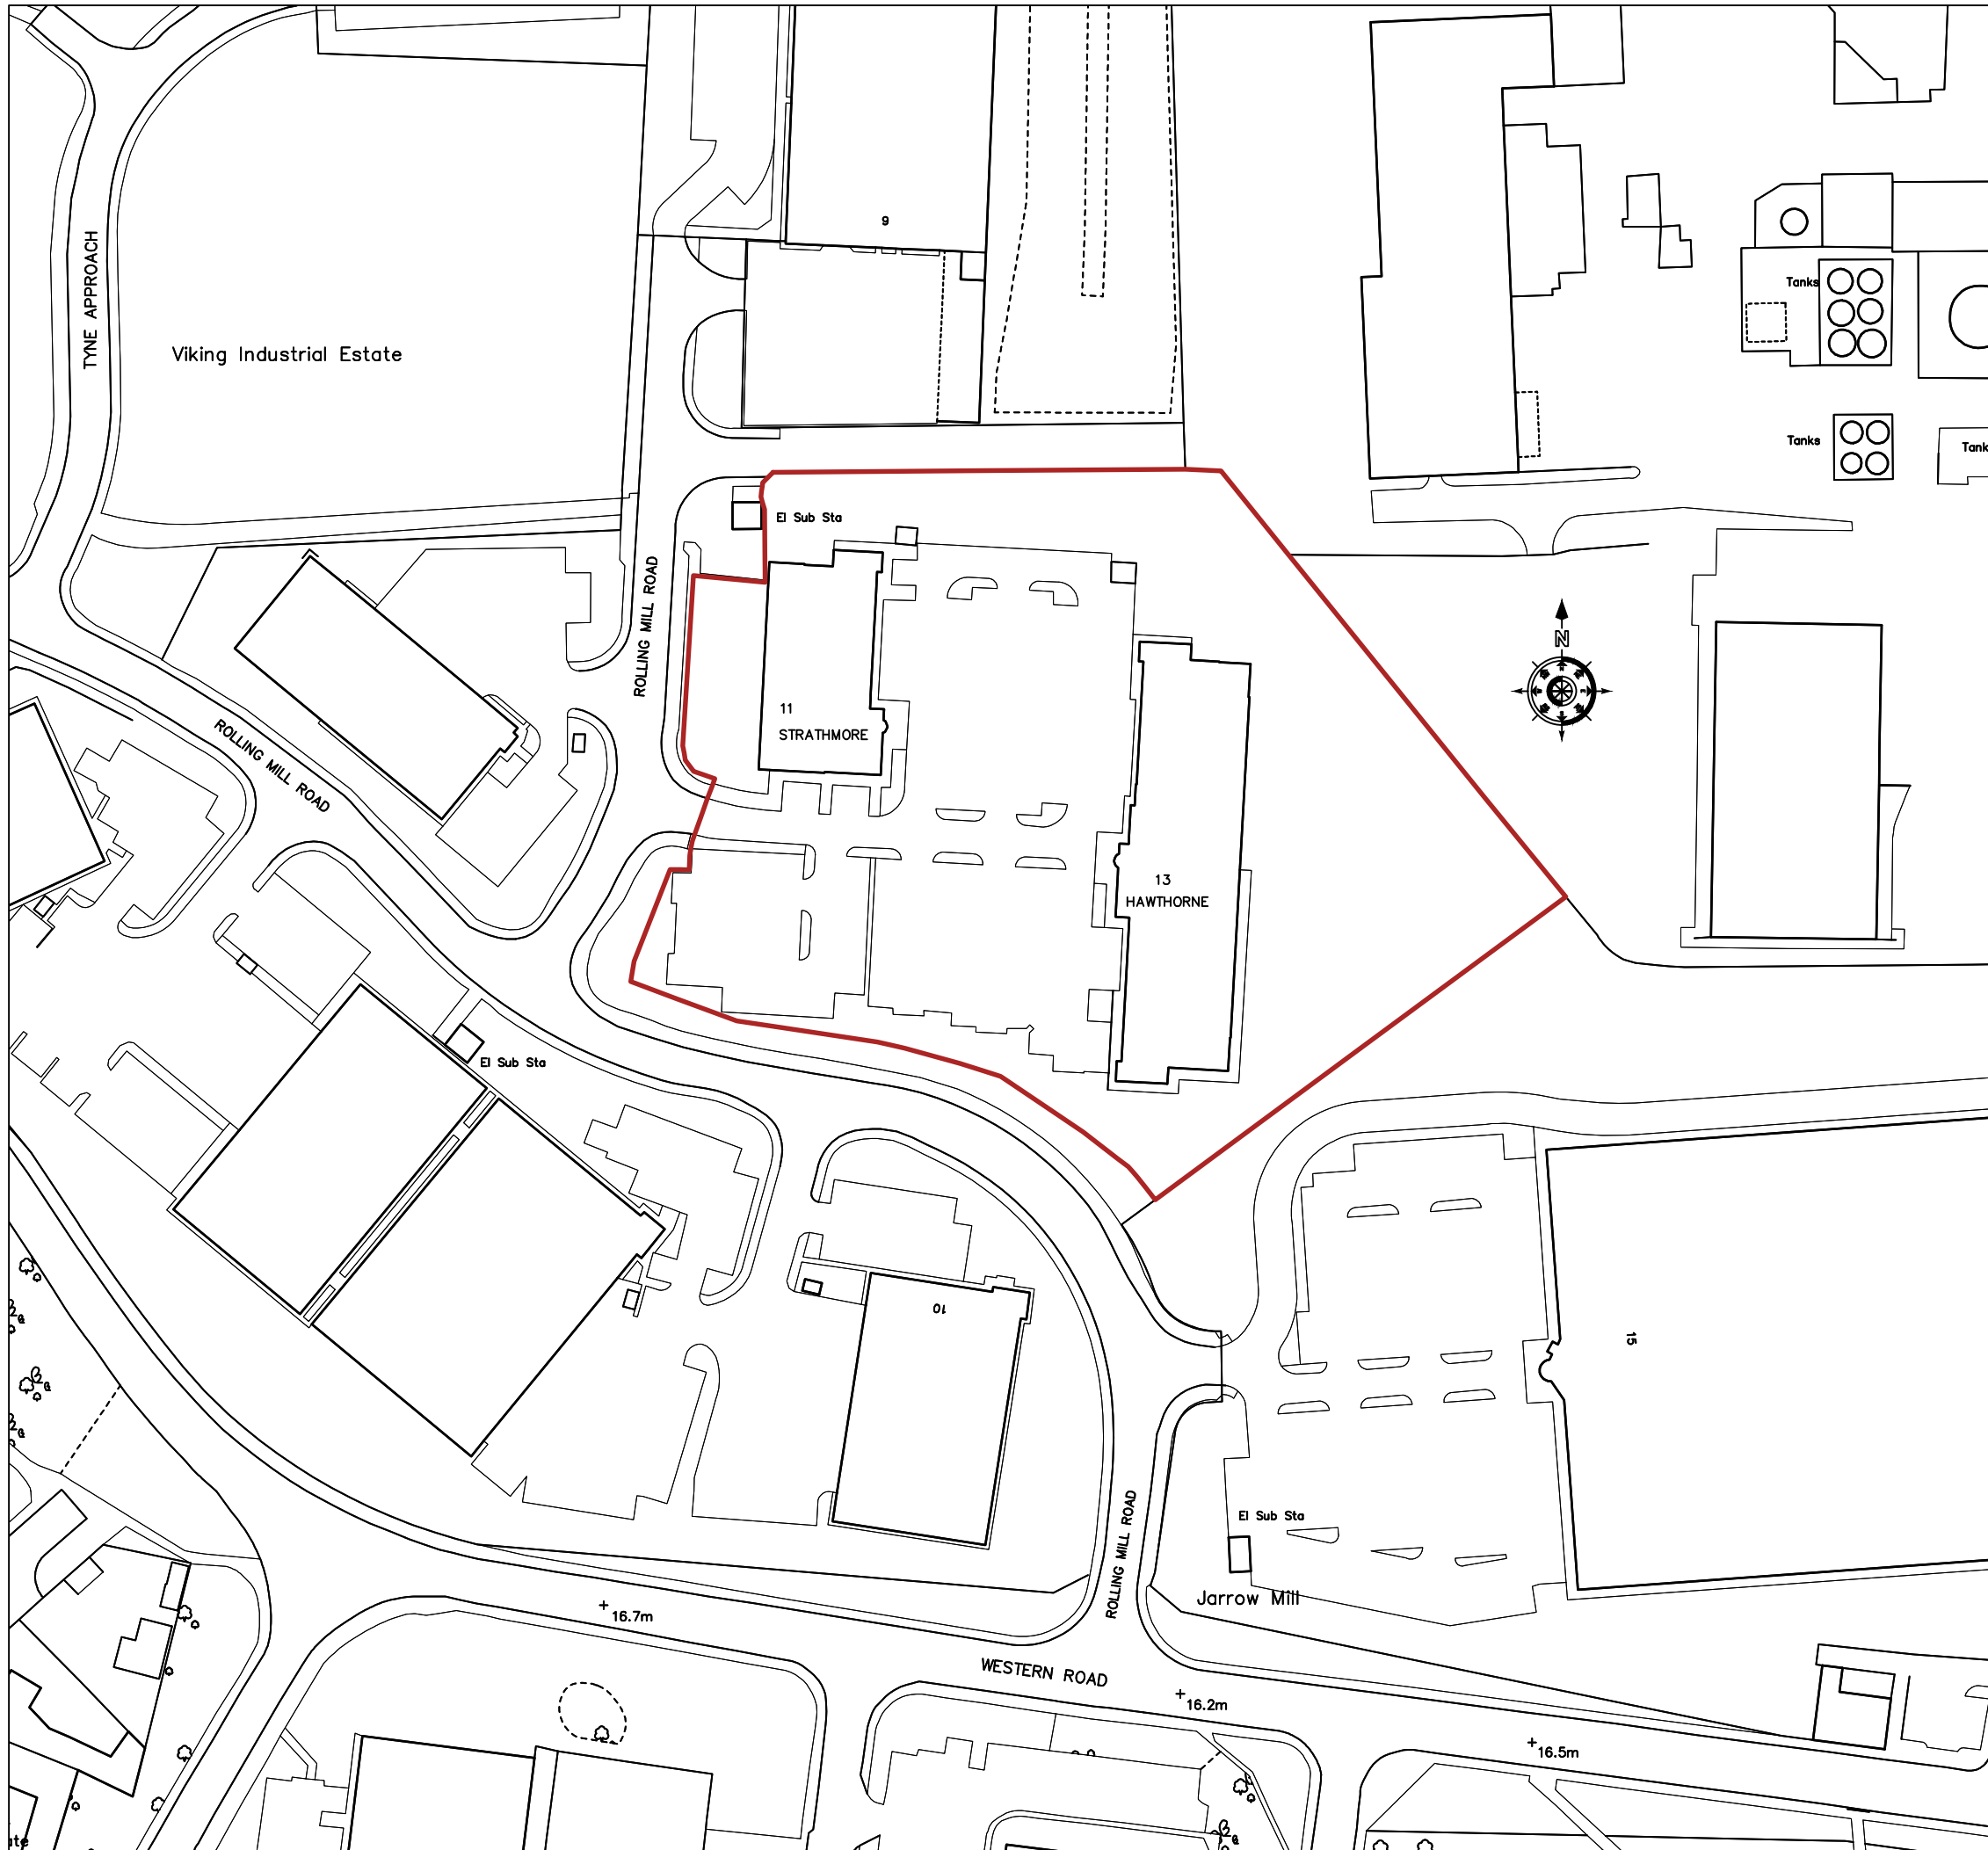 9
TYNE APPROACH
Viking Industrial Estate
Tanks
Tanks
Tank
El Sub Sta
ROLLING MILL ROAD
N
11
STRATHMORE
ROLLING MILL ROAD
13
HAWTHORNE
El Sub Sta
10
15
El Sub Sta
ROLLING MILL ROAD
Jarrow Mill
16.7m
WESTERN ROAD
16.2m
16.5m